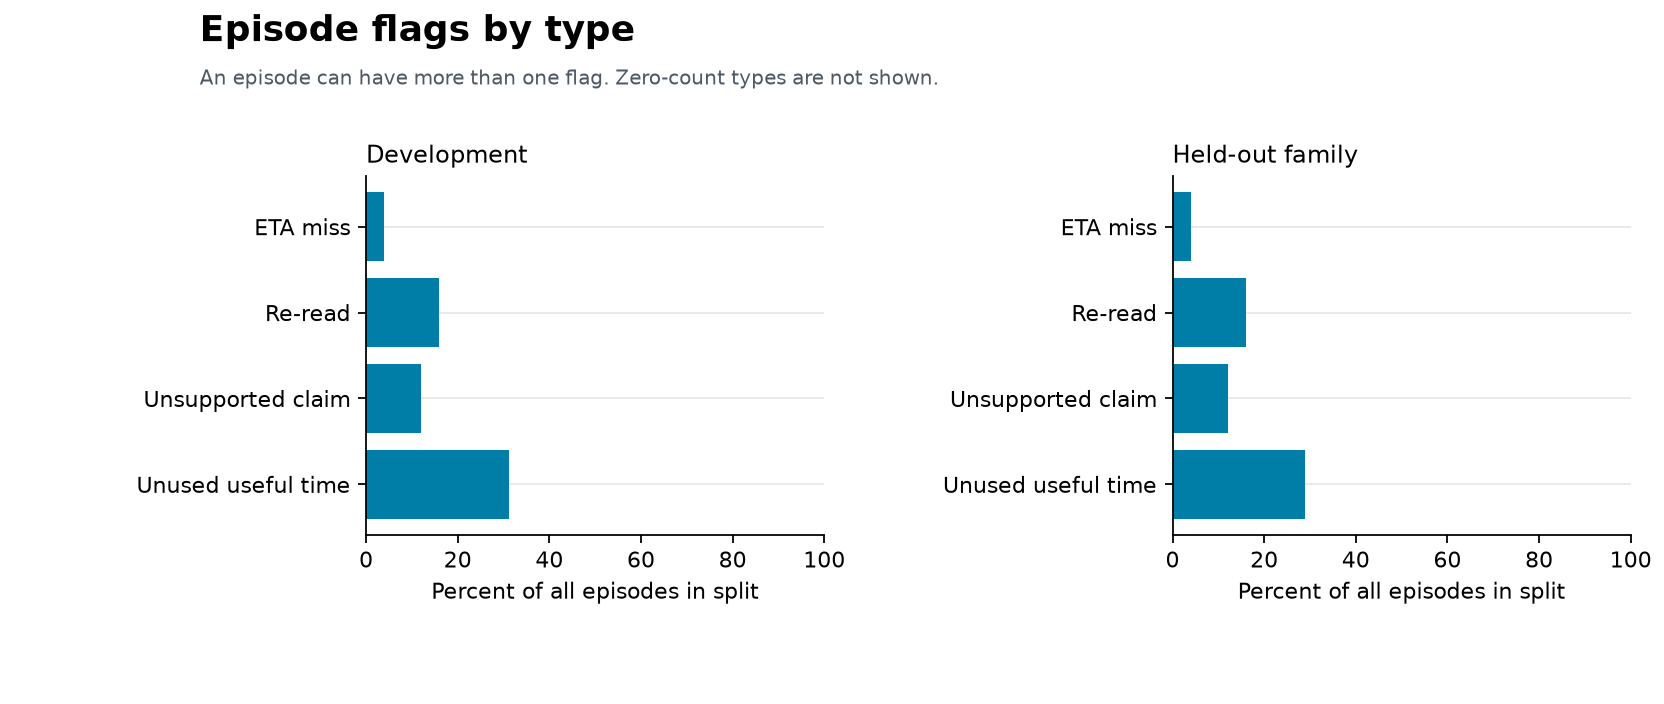 Episode flags by type
An episode can have more than one flag. Zero-count types are not shown.
Development
ETA miss
Re-read
Unsupported claim
Unused useful time
0 20 40 60 80 100
Percent of all episodes in split
Held-out family
ETA miss
Re-read
Unsupported claim
Unused useful time
0 20 40 60 80 100
Percent of all episodes in split